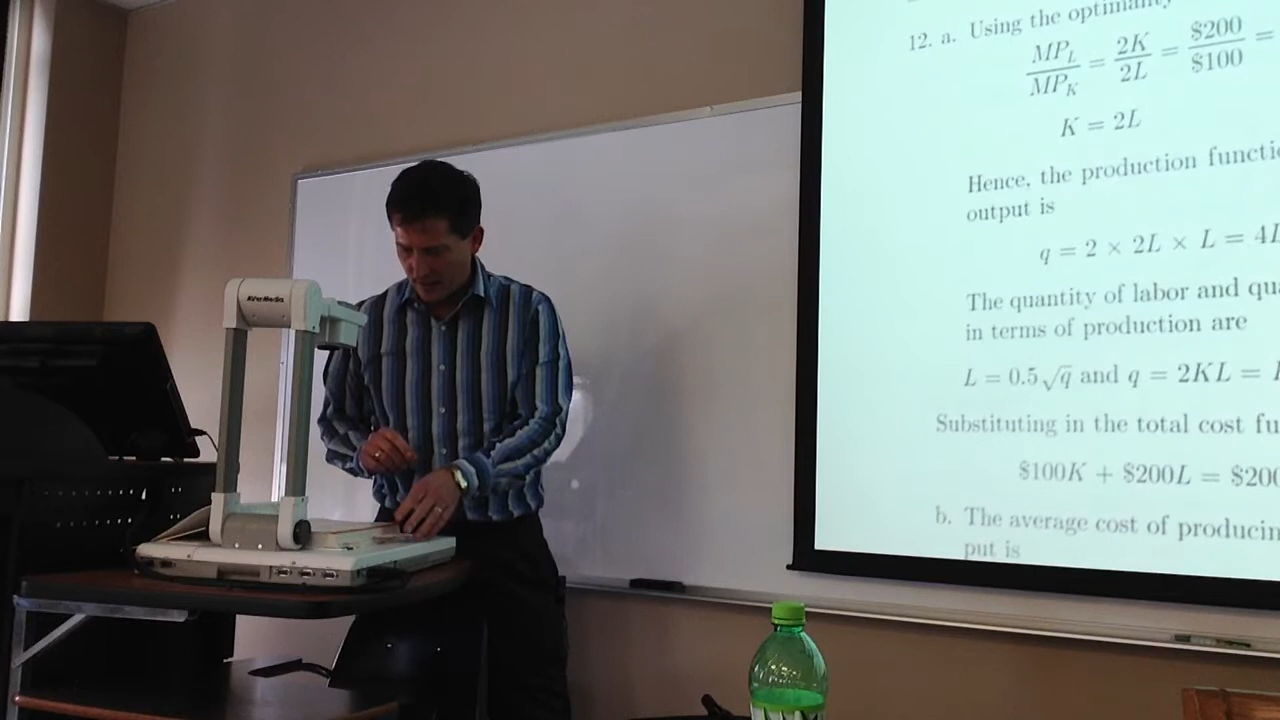 AVerMedia
12. a. Using the optimality
MP_L / MP_K = 2K / 2L = $200 / $100 =
K = 2L
Hence, the production functi
output is
q = 2 × 2L × L = 4L
The quantity of labor and qua
in terms of production are
L = 0.5√q and q = 2KL =
Substituting in the total cost fu
$100K + $200L = $200
b. The average cost of producin
put is